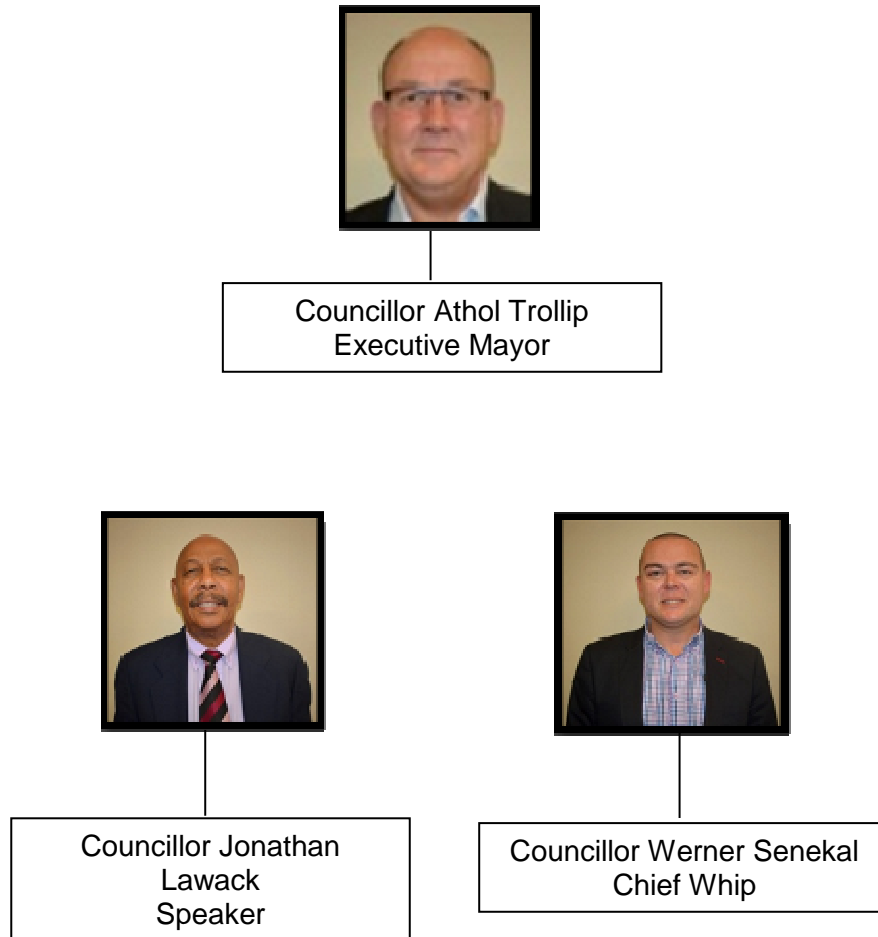 Councillor Athol Trollip
Executive Mayor
Councillor Jonathan
Lawack
Speaker
Councillor Werner Senekal
Chief Whip